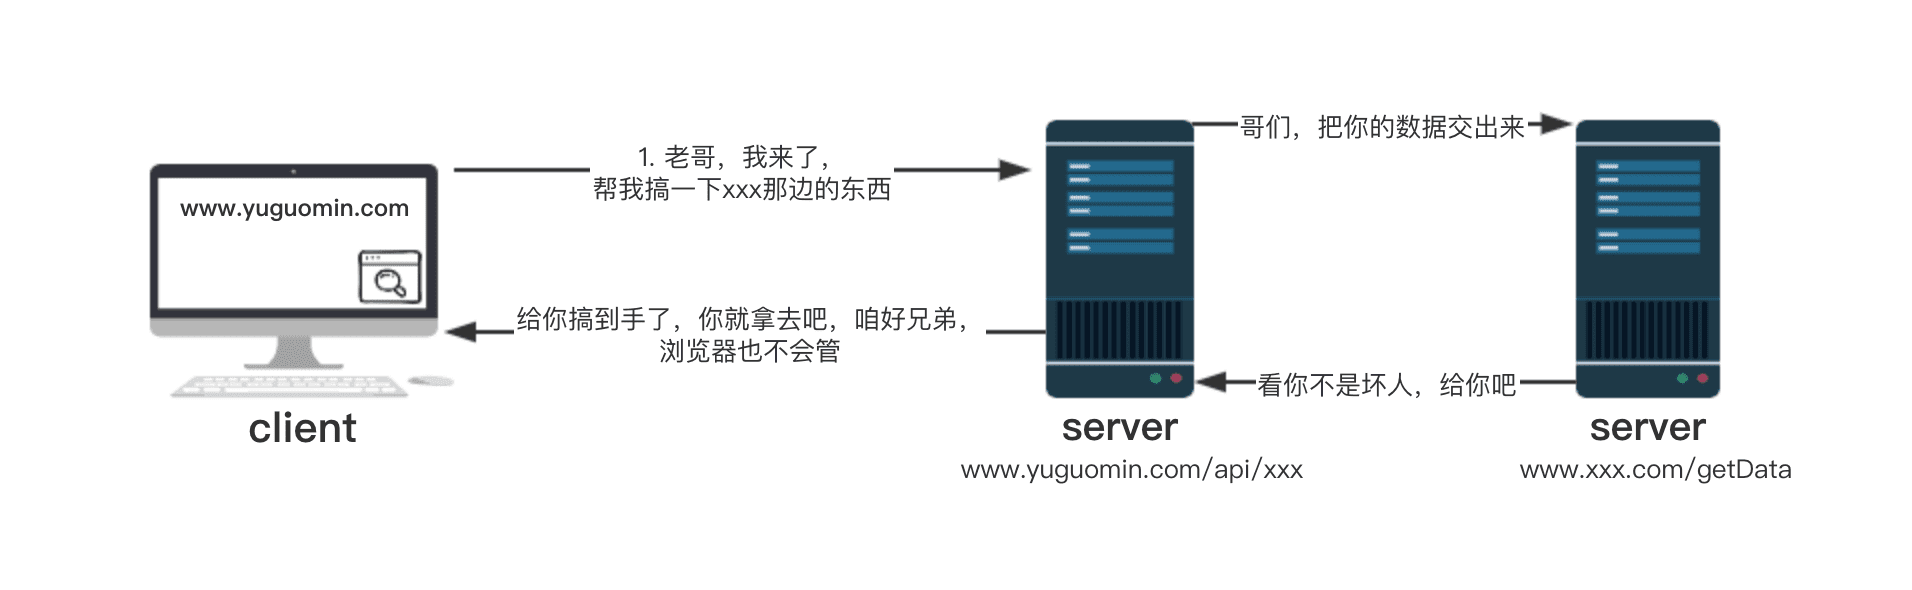 www.yuguomin.com
client
1. 老哥，我来了，
帮我搞一下xxx那边的东西
给你搞到手了，你就拿去吧，咱好兄弟，
浏览器也不会管
server
www.yuguomin.com/api/xxx
哥们，把你的数据交出来
看你不是坏人，给你吧
server
www.xxx.com/getData